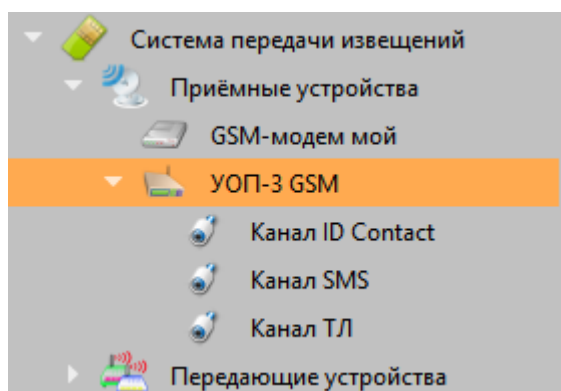 Система передачи извещений
Приёмные устройства
GSM-модем мой
УОП-3 GSM
Канал ID Contact
Канал SMS
Канал ТЛ
Передающие устройства